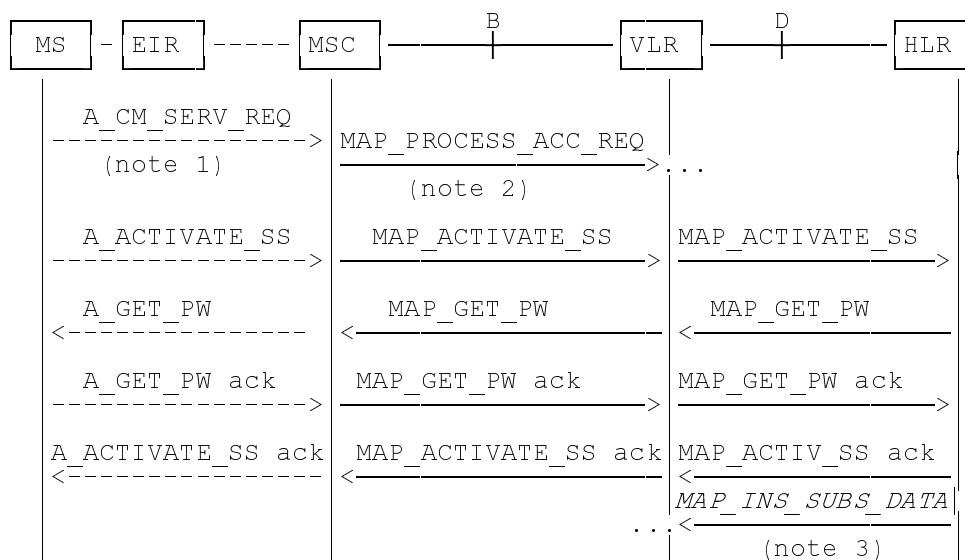 B D
MS EIR MSC VLR HLR
A_CM_SERV_REQ
MAP_PROCESS_ACC_REQ
(note 1) ...
(note 2)
A_ACTIVATE_SS MAP_ACTIVATE_SS MAP_ACTIVATE_SS
A_GET_PW MAP_GET_PW MAP_GET_PW
A_GET_PW ack MAP_GET_PW ack MAP_GET_PW ack
A_ACTIVATE_SS ack MAP_ACTIVATE_SS ack MAP_ACTIV_SS ack
MAP_INS_SUBS_DATA
...
(note 3)